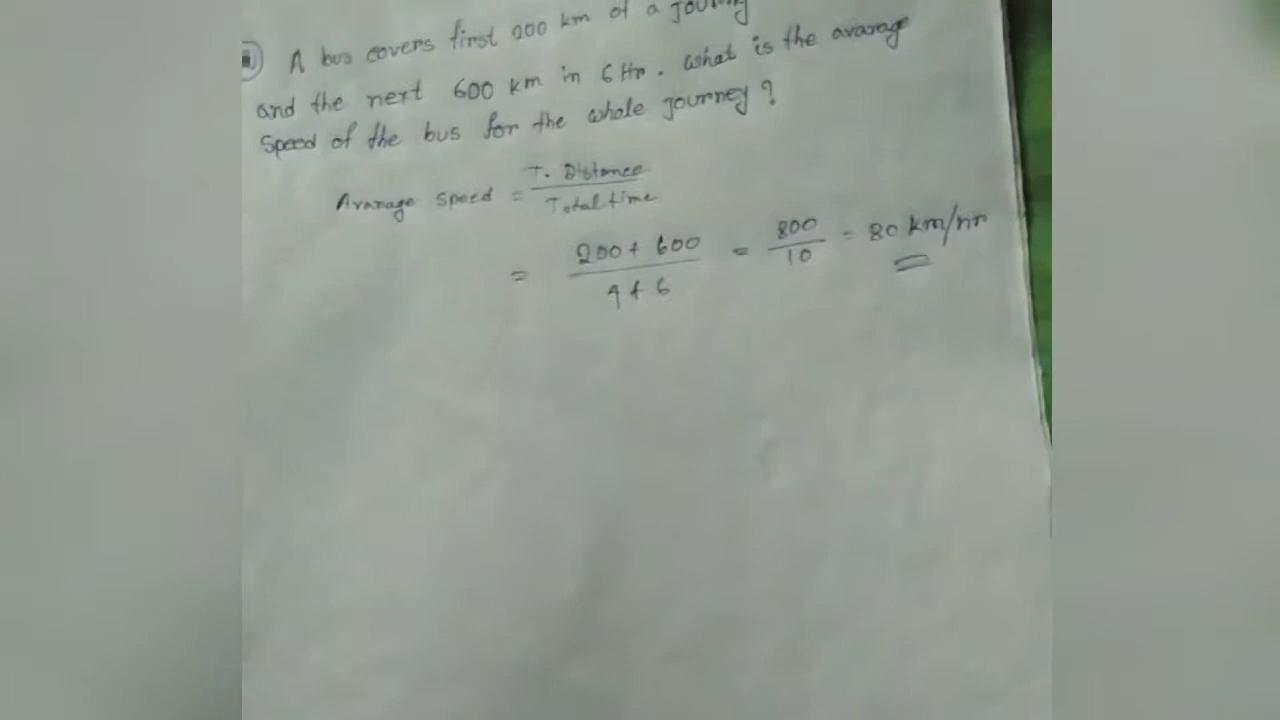 A bus covers first 200 km of a
and the next 600 km in 6 Hr. what is the avarage
Speed of the bus for the whole journey?
Avarage speed = T. Distance / Total time
= 200 + 600 / 4 + 6 = 800 / 10 = 80 km/hr